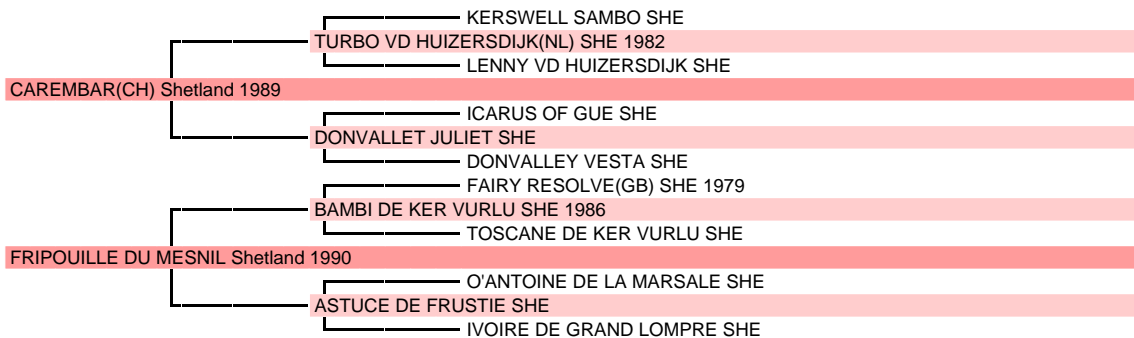 KERSWELL SAMBO SHE
TURBO VD HUIZERSDIJK(NL) SHE 1982
LENNY VD HUIZERSDIJK SHE
CAREMBAR(CH) Shetland 1989
ICARUS OF GUE SHE
DONVALLET JULIET SHE
DONVALLEY VESTA SHE
FAIRY RESOLVE(GB) SHE 1979
BAMBI DE KER VURLU SHE 1986
TOSCANE DE KER VURLU SHE
FRIPOUILLE DU MESNIL Shetland 1990
O'ANTOINE DE LA MARSALE SHE
ASTUCE DE FRUSTIE SHE
IVOIRE DE GRAND LOMPRE SHE